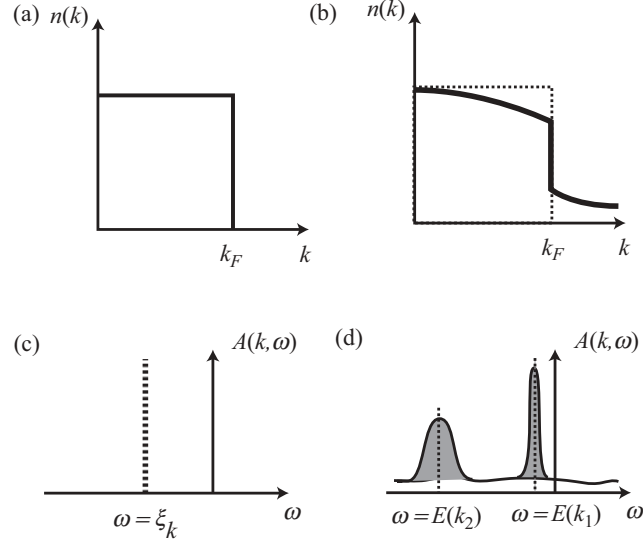 (a) n(k)
(b) n(k)
k_F k
k_F k
(c) A(k,ω)
(d) A(k,ω)
ω = ξ_k ω
ω = E(k_2) ω = E(k_1) ω